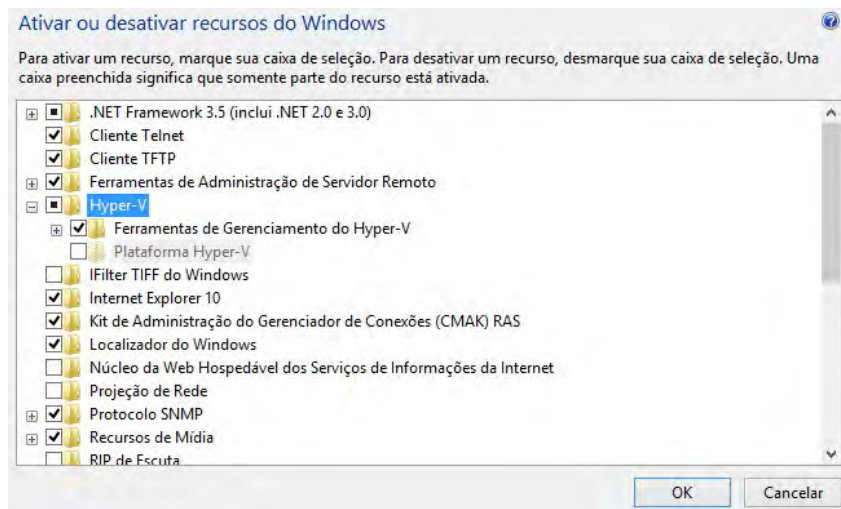 Ativar ou desativar recursos do Windows
Para ativar um recurso, marque sua caixa de seleção. Para desativar um recurso, desmarque sua caixa de seleção. Uma
caixa preenchida significa que somente parte do recurso está ativada.
.NET Framework 3.5 (inclui .NET 2.0 e 3.0)
Cliente Telnet
Cliente TFTP
Ferramentas de Administração de Servidor Remoto
Hyper-V
Ferramentas de Gerenciamento do Hyper-V
Plataforma Hyper-V
IFilter TIFF do Windows
Internet Explorer 10
Kit de Administração do Gerenciador de Conexões (CMAK) RAS
Localizador do Windows
Núcleo da Web Hospedável dos Serviços de Informações da Internet
Projeção de Rede
Protocolo SNMP
Recursos de Mídia
RIP de Escuta
OK Cancelar